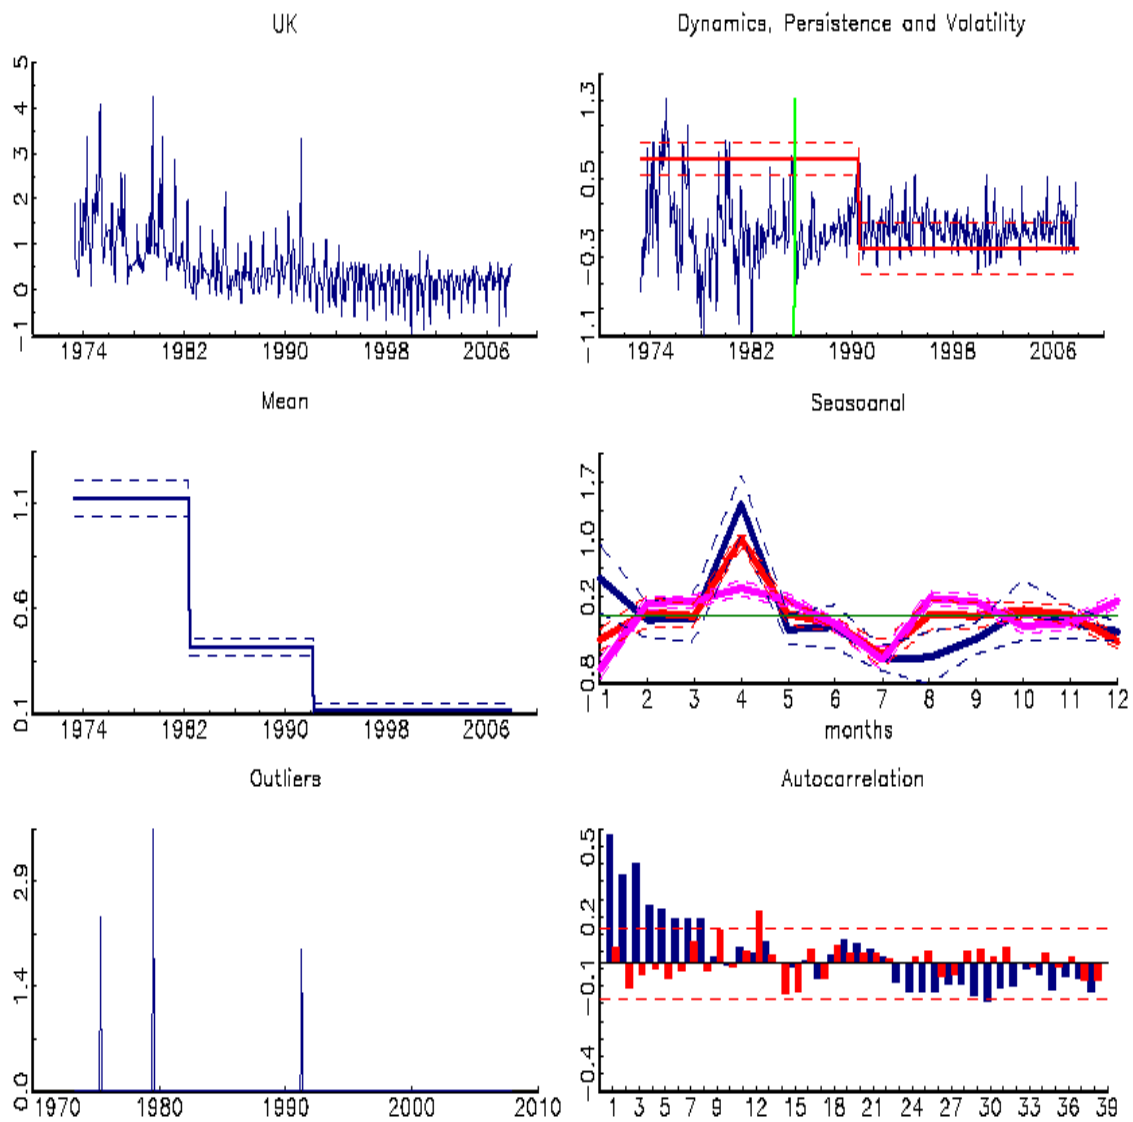 UK
5
4
3
2
1
0
−1
1974 1982 1990 1998 2006
Dynamics, Persistence and Volatility
1.3
0.5
−0.3
−1.1
1974 1982 1990 1998 2006
Mean
1.1
0.6
0.1
1974 1982 1990 1998 2006
Seasoanal
1.7
1.0
0.2
−0.8
1 2 3 4 5 6 7 8 9 10 11 12
months
Outliers
2.9
1.4
0.0
1970 1980 1990 2000 2010
Autocorrelation
0.5
0.2
−0.1
−0.4
1 3 5 7 9 12 15 18 21 24 27 30 33 36 39